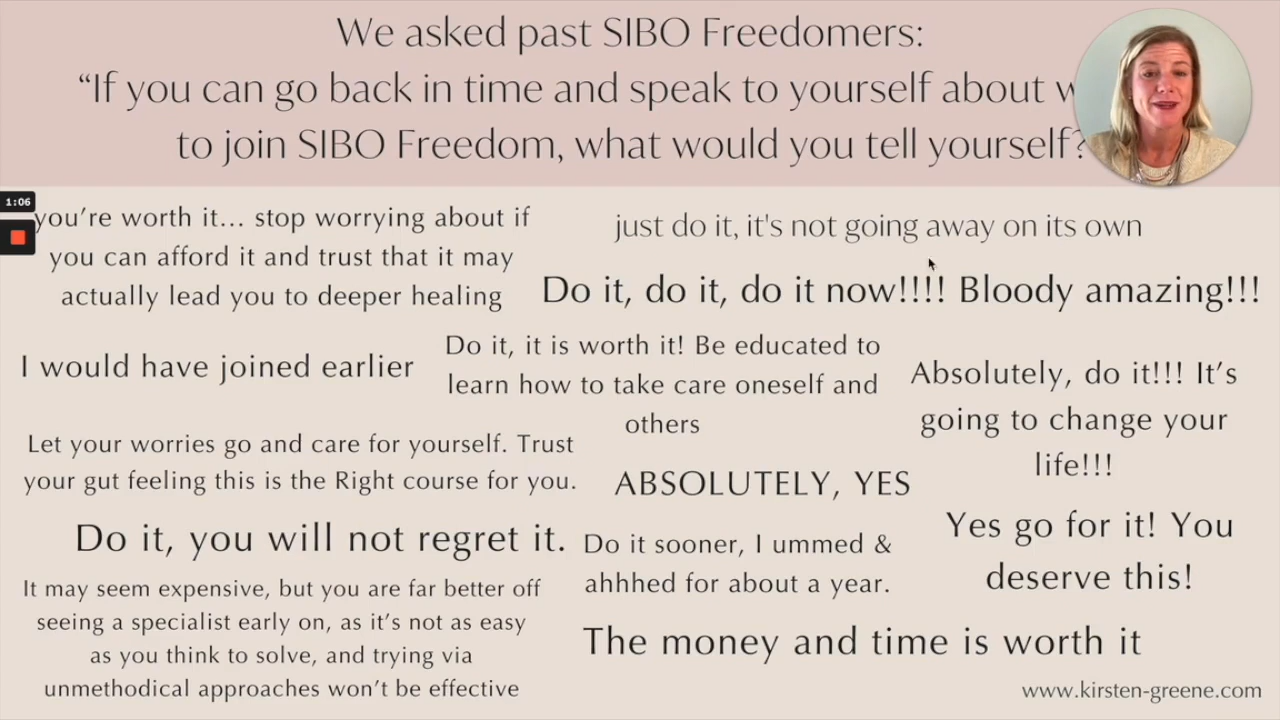 We asked past SIBO Freedomers:
“If you can go back in time and speak to yourself about
to join SIBO Freedom, what would you tell yourself?
1:06
you’re worth it... stop worrying about if
you can afford it and trust that it may
actually lead you to deeper healing
just do it, it's not going away on its own
Do it, do it, do it now!!!! Bloody amazing!!!
I would have joined earlier
Do it, it is worth it! Be educated to
learn how to take care oneself and
others
Absolutely, do it!!! It’s
going to change your
life!!!
Let your worries go and care for yourself. Trust
your gut feeling this is the Right course for you.
ABSOLUTELY, YES
Do it, you will not regret it.
Do it sooner, I ummed &
ahhhed for about a year.
Yes go for it! You
deserve this!
It may seem expensive, but you are far better off
seeing a specialist early on, as it’s not as easy
as you think to solve, and trying via
unmethodical approaches won’t be effective
The money and time is worth it
www.kirsten-greene.com